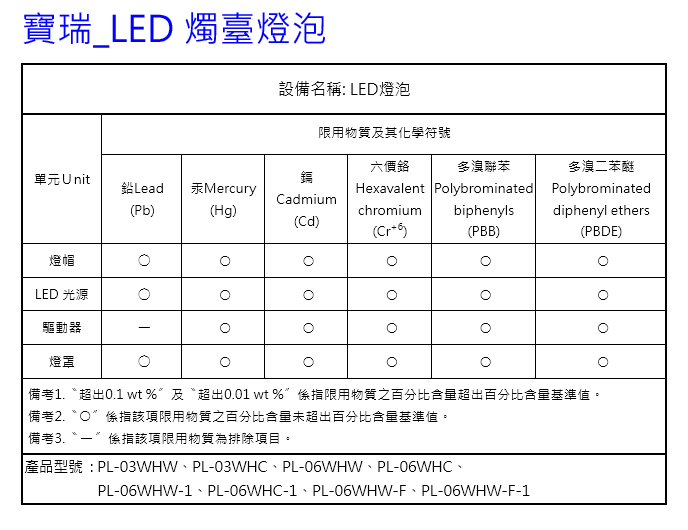 寶瑞_LED 燭臺燈泡
設備名稱: LED燈泡
限用物質及其化學符號
單元Unit
鉛Lead
(Pb)
汞Mercury
(Hg)
鎘
Cadmium
(Cd)
六價鉻
Hexavalent
chromium
(Cr+6)
多溴聯苯
Polybrominated
biphenyls
(PBB)
多溴二苯醚
Polybrominated
diphenyl ethers
(PBDE)
燈帽 ○ ○ ○ ○ ○ ○
LED 光源 ○ ○ ○ ○ ○ ○
驅動器 — ○ ○ ○ ○ ○
燈罩 ○ ○ ○ ○ ○ ○
備考1.〝超出0.1 wt %〞及〝超出0.01 wt %〞係指限用物質之百分比含量超出百分比含量基準值。
備考2.〝○〞係指該項限用物質之百分比含量未超出百分比含量基準值。
備考3.〝—〞係指該項限用物質為排除項目。
產品型號 : PL-03WHW、PL-03WHC、PL-06WHW、PL-06WHC、
PL-06WHW-1、PL-06WHC-1、PL-06WHW-F、PL-06WHW-F-1